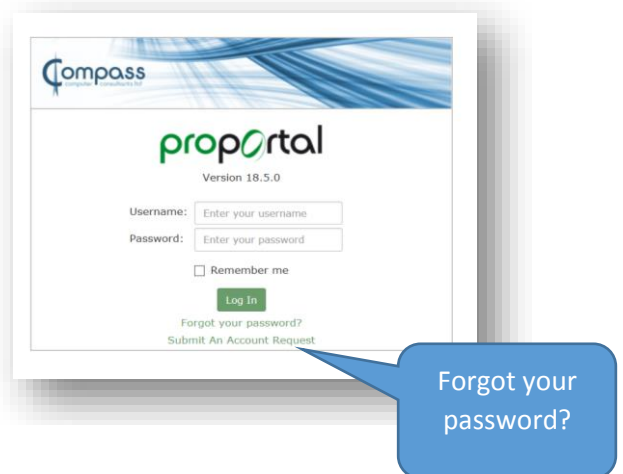 Compass
computer consultants ltd
proportal
Version 18.5.0
Username: Enter your username
Password: Enter your password
Remember me
Log In
Forgot your password?
Submit An Account Request
Forgot your
password?